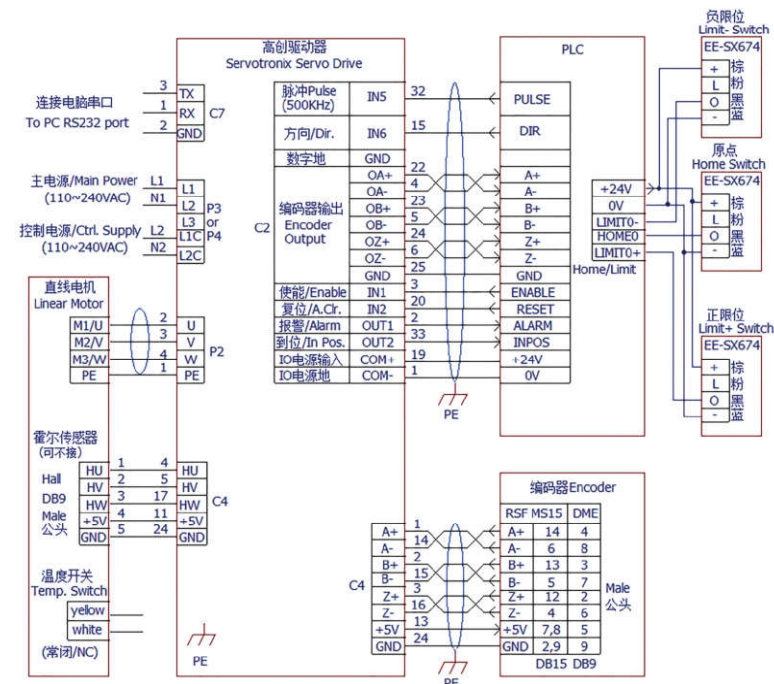 高创驱动器
Servotronix Servo Drive
连接电脑串口
To PC RS232 port
3 TX
1 RX
2 GND
C7
主电源/Main Power
(110~240VAC)
控制电源/Ctrl. Supply
(110~240VAC)
L1 L1
N1 L2
L3
L2 L1C
N2 L2C
P3
or
P4
直线电机
Linear Motor
M1/U 2 U
M2/V 3 V
M3/W 4 W
PE 1 PE
P2
霍尔传感器
(可不接)
Hall
DB9
Male
公头
HU 1 4 HU
HV 2 5 HV
HW 3 17 HW
+5V 4 11 +5V
GND 5 24 GND
C4
温度开关
Temp. Switch
yellow
white
(常闭/NC)
PE
C2
脉冲Pulse
(500KHz)
IN5 32
方向/Dir. IN6 15
数字地 GND
编码器输出
Encoder
Output
OA+ 22
OA- 4
OB+ 23
OB- 5
OZ+ 24
OZ- 6
GND 25
使能/Enable IN1 3
复位/A.Clr. IN2 20
报警/Alarm OUT1 2
到位/In Pos. OUT2 33
IO电源输入 COM+ 19
IO电源地 COM- 1
PE
PLC
PULSE
DIR
A+
A-
B+
B-
Z+
Z-
GND
ENABLE
RESET
ALARM
INPOS
+24V
0V
+24V
0V
LIMIT0-
HOME0
LIMIT0+
Home/Limit
负限位
Limit- Switch
EE-SX674
+ 棕
L 粉
O 黑
- 蓝
原点
Home Switch
EE-SX674
+ 棕
L 粉
O 黑
- 蓝
正限位
Limit+ Switch
EE-SX674
+ 棕
L 粉
O 黑
- 蓝
C4
A+ 1
A- 14
B+ 2
B- 15
Z+ 3
Z- 16
+5V 13
GND 24
PE
编码器Encoder
RSF MS15 DME
A+ 14 4
A- 6 8
B+ 13 3
B- 5 7
Z+ 12 2
Z- 4 6
+5V 7,8 5
GND 2,9 9
DB15 DB9
Male
公头